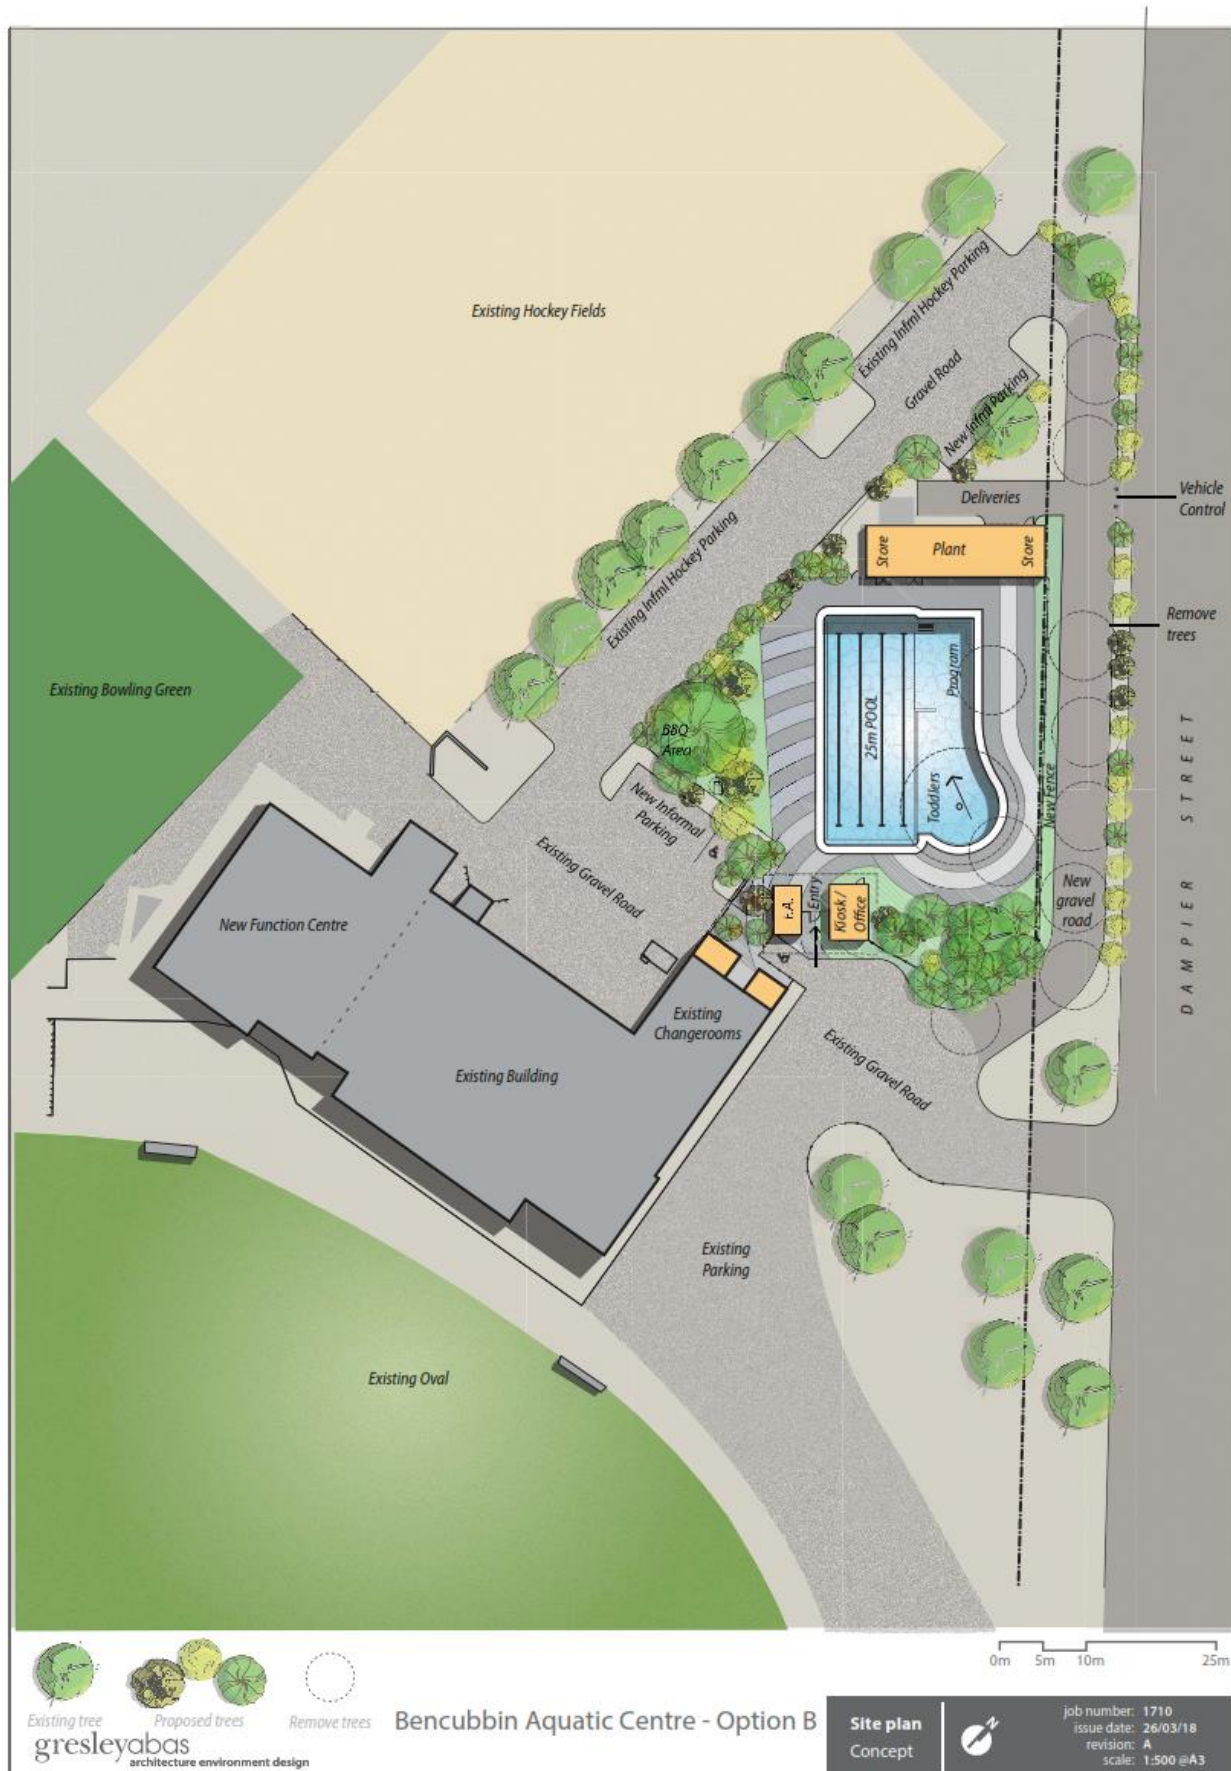 Existing Hockey Fields
Existing Infml Hockey Parking
Gravel Road
New Infml Parking
Deliveries
Vehicle
Control
Store
Plant
Store
Existing Infml Hockey Parking
Remove
trees
Existing Bowling Green
25m POOL
Program
Toddlers
BBQ
Area
New Fence
DAMPIER STREET
New Informal
Parking
Existing Gravel Road
F.A.
Entry
Kiosk/
Office
New
gravel
road
New Function Centre
Existing
Changerooms
Existing Gravel Road
Existing Building
Existing
Parking
Existing Oval
0m 5m 10m 25m
Existing tree
Proposed trees
Remove trees
gresleyabas
architecture environment design
Bencubbin Aquatic Centre - Option B
Site plan
Concept
N
job number: 1710
issue date: 26/03/18
revision: A
scale: 1:500 @A3